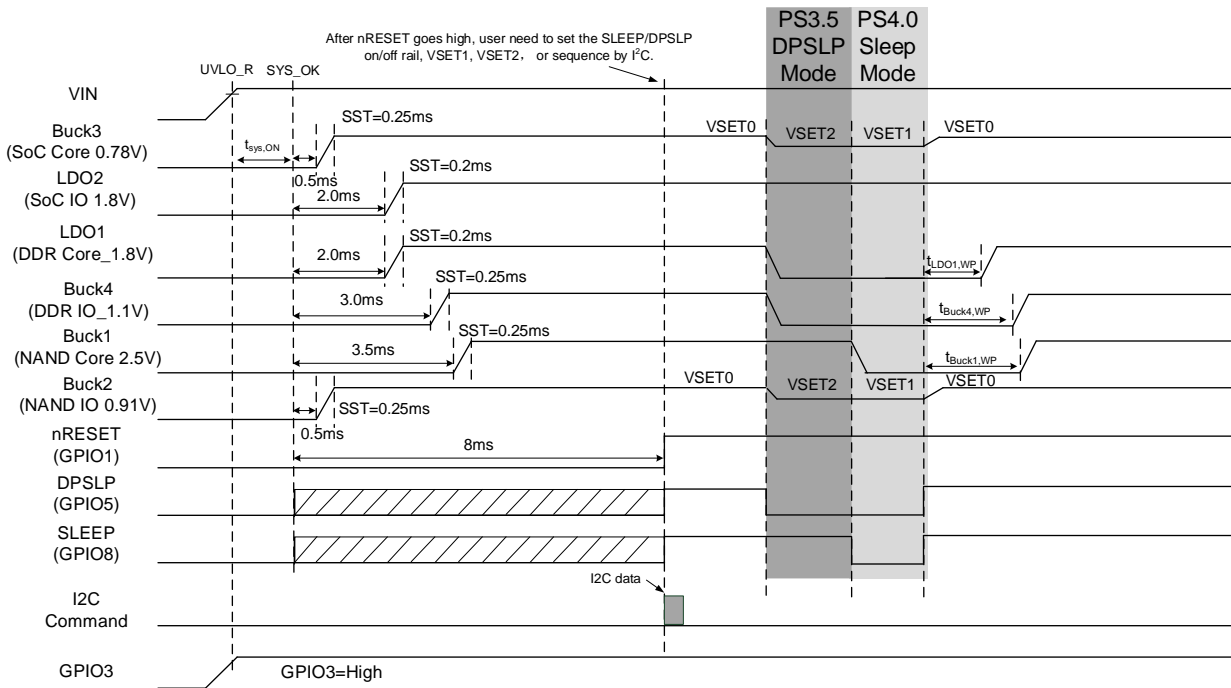 PS3.5
DPSLP
Mode
PS4.0
Sleep
Mode
After nRESET goes high, user need to set the SLEEP/DPSLP
on/off rail, VSET1, VSET2, or sequence by I²C.
UVLO_R
SYS_OK
VIN
Buck3
(SoC Core 0.78V)
tsys,ON
0.5ms
SST=0.25ms
VSET0
VSET2
VSET1
VSET0
LDO2
(SoC IO 1.8V)
2.0ms
SST=0.2ms
LDO1
(DDR Core_1.8V)
2.0ms
SST=0.2ms
tLDO1,WP
Buck4
(DDR IO_1.1V)
3.0ms
SST=0.25ms
tBuck4,WP
Buck1
(NAND Core 2.5V)
3.5ms
SST=0.25ms
tBuck1,WP
Buck2
(NAND IO 0.91V)
0.5ms
SST=0.25ms
VSET0
VSET2
VSET1
VSET0
nRESET
(GPIO1)
8ms
DPSLP
(GPIO5)
SLEEP
(GPIO8)
I2C data
I2C
Command
GPIO3
GPIO3=High